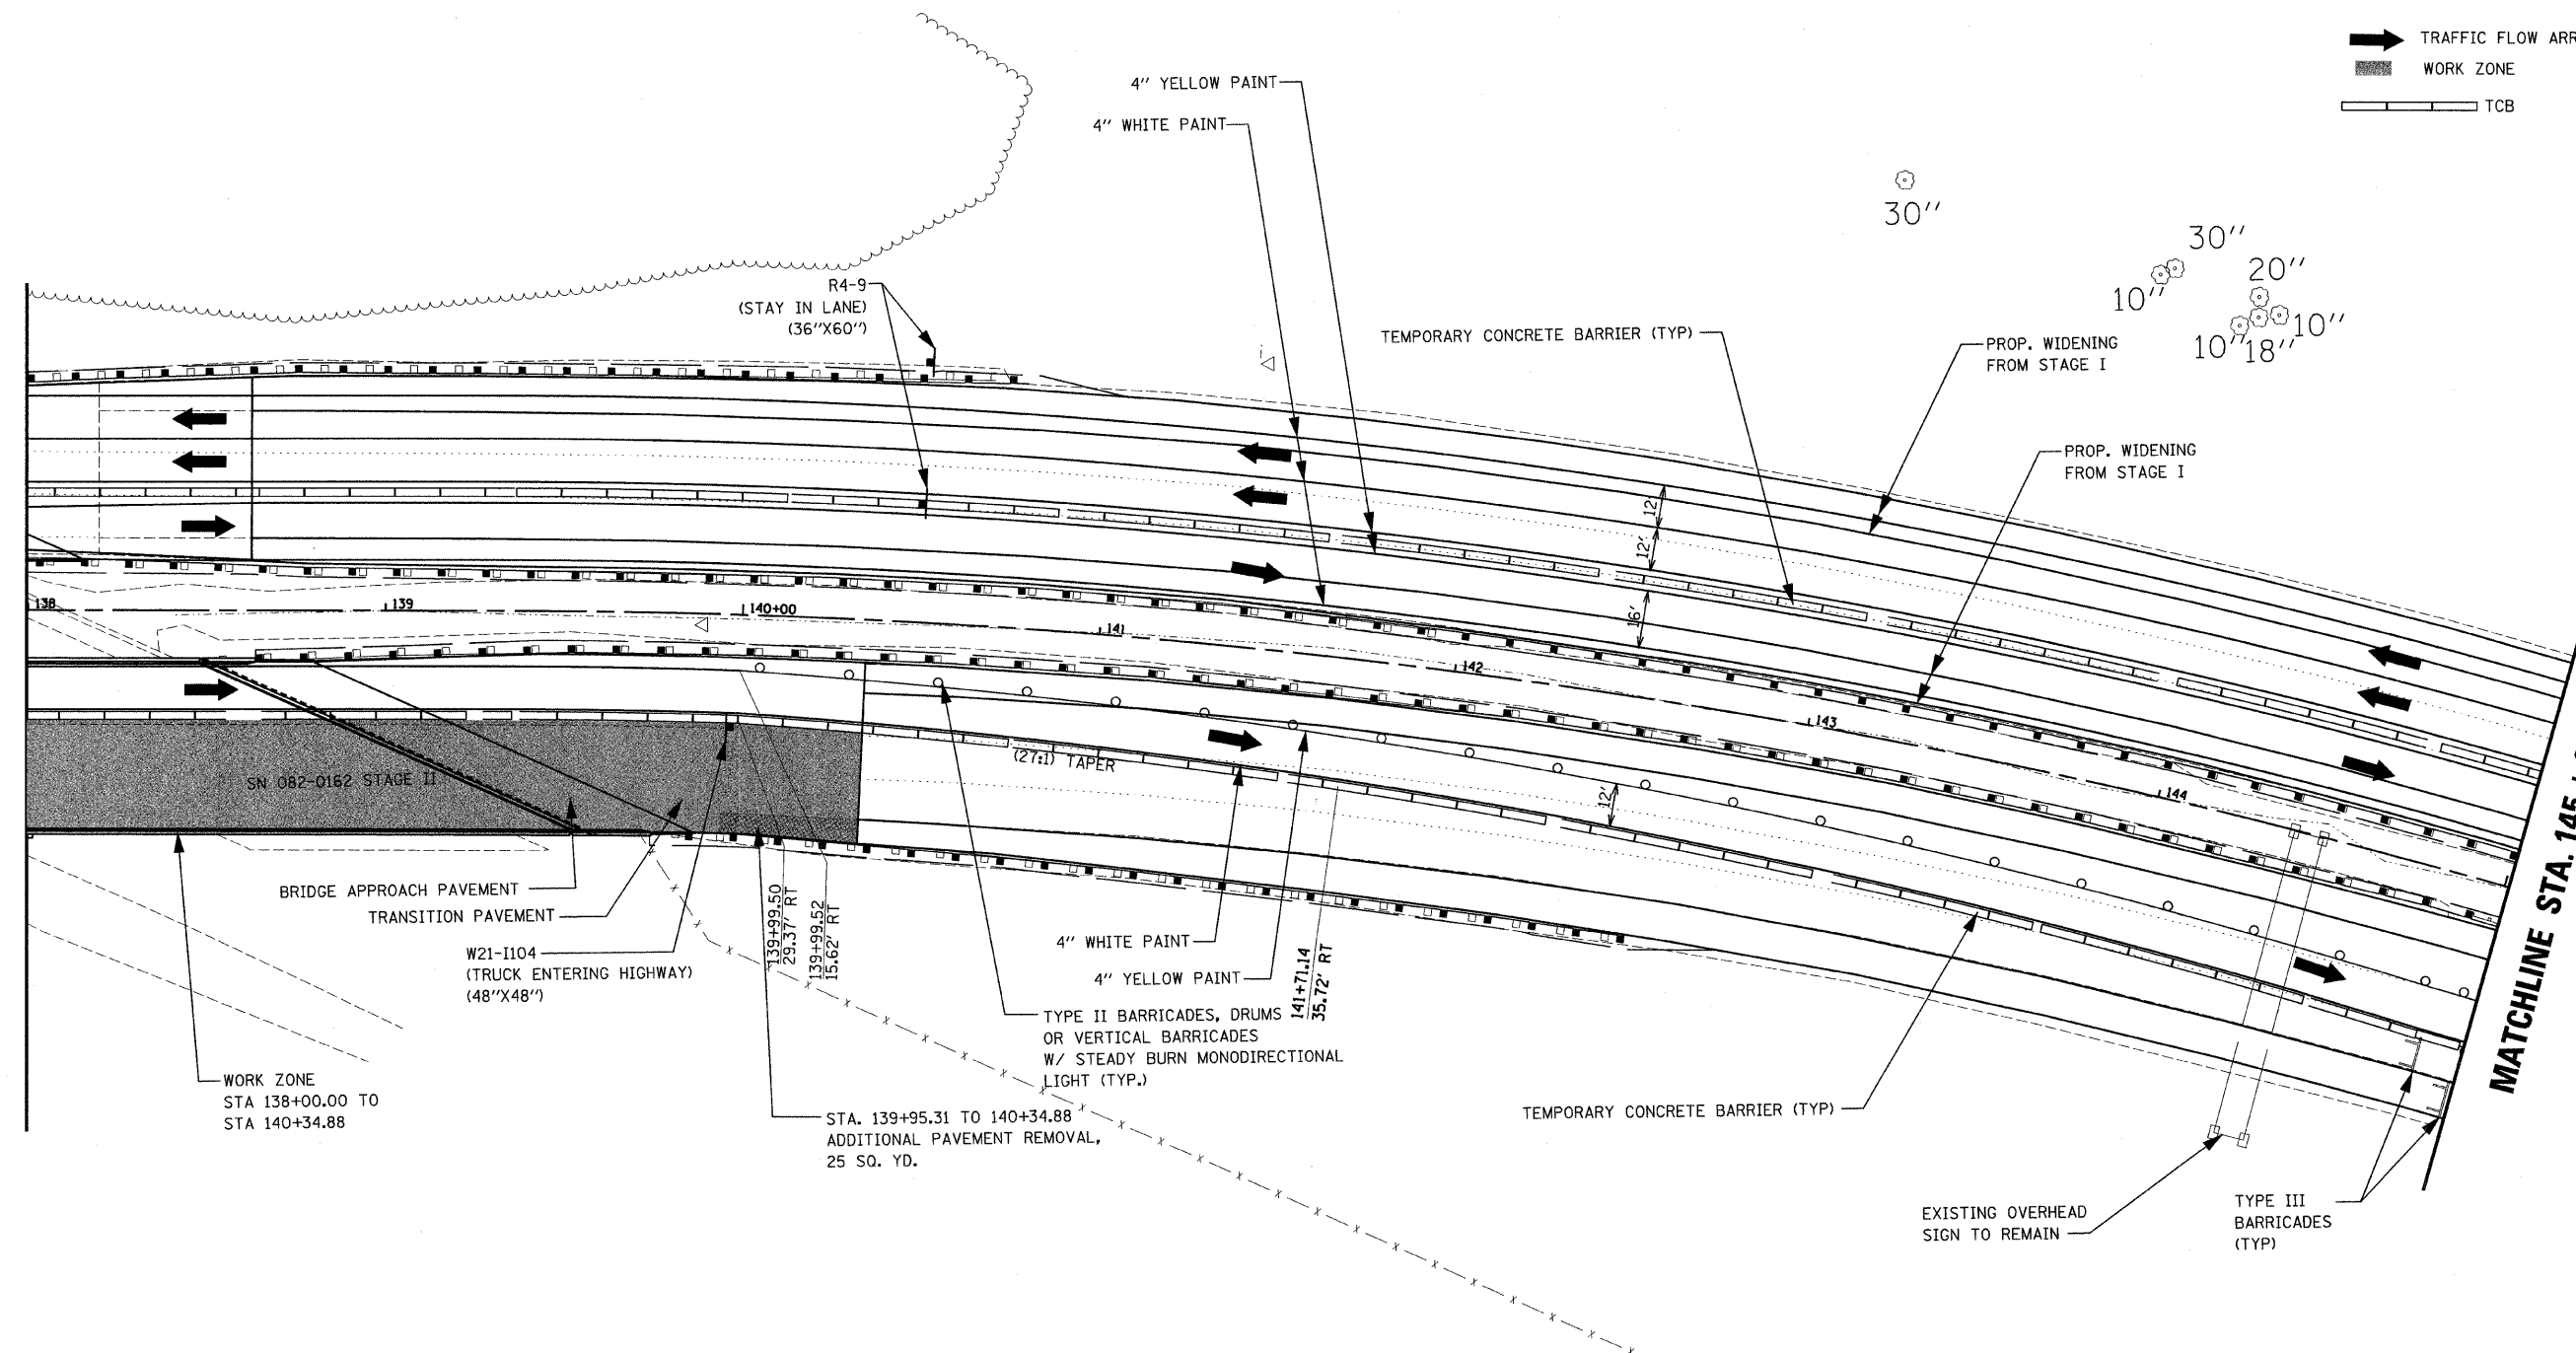 TRAFFIC FLOW ARR
WORK ZONE
TCB
4" YELLOW PAINT
4" WHITE PAINT
30"
30"
20"
10"
10"
10"
18"
R4-9
(STAY IN LANE)
(36"X60")
TEMPORARY CONCRETE BARRIER (TYP)
PROP. WIDENING
FROM STAGE I
PROP. WIDENING
FROM STAGE I
12'
12'
16'
138
139
140+00
141
142
143
144
(27:1) TAPER
12'
SN 082-0162 STAGE II
BRIDGE APPROACH PAVEMENT
TRANSITION PAVEMENT
W21-I104
(TRUCK ENTERING HIGHWAY)
(48"X48")
139+99.50
29.37' RT
139+99.52
15.62' RT
4" WHITE PAINT
4" YELLOW PAINT
141+71.14
35.72' RT
TYPE II BARRICADES, DRUMS
OR VERTICAL BARRICADES
W/ STEADY BURN MONODIRECTIONAL
LIGHT (TYP.)
WORK ZONE
STA 138+00.00 TO
STA 140+34.88
STA. 139+95.31 TO 140+34.88
ADDITIONAL PAVEMENT REMOVAL,
25 SQ. YD.
TEMPORARY CONCRETE BARRIER (TYP)
EXISTING OVERHEAD
SIGN TO REMAIN
TYPE III
BARRICADES
(TYP)
MATCHLINE STA. 145